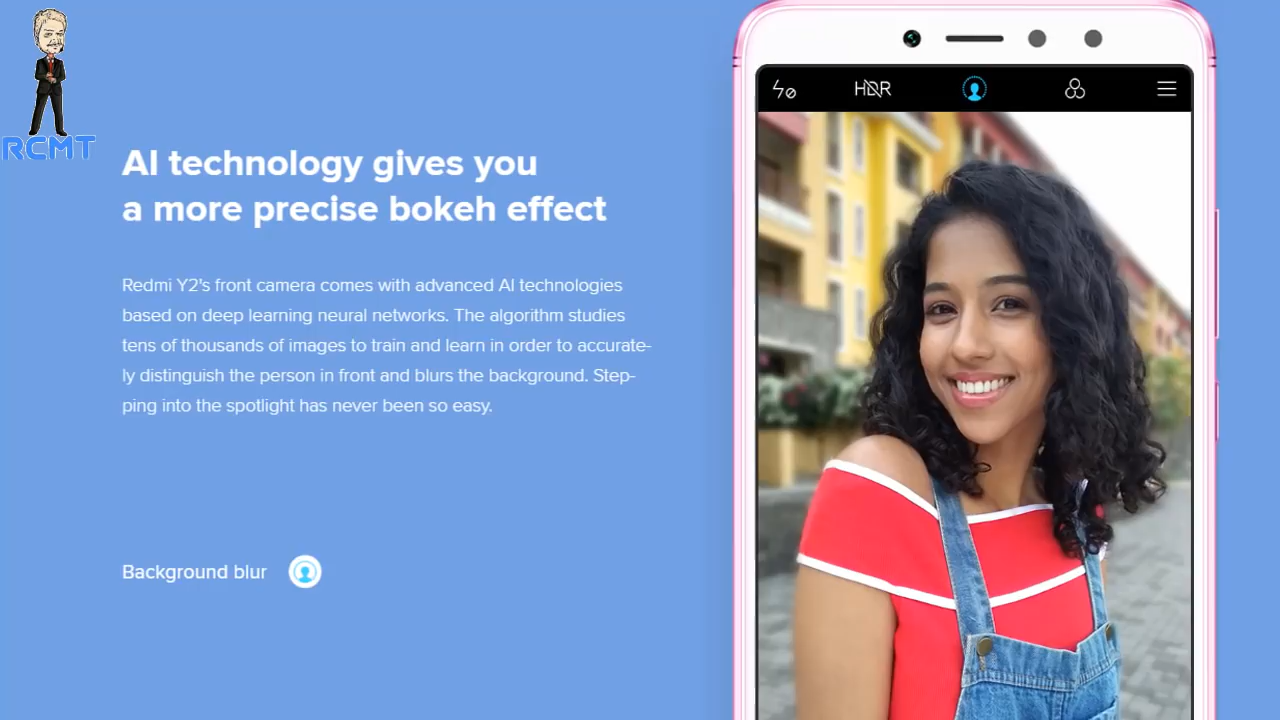 RCMT
AI technology gives you
a more precise bokeh effect
Redmi Y2's front camera comes with advanced AI technologies
based on deep learning neural networks. The algorithm studies
tens of thousands of images to train and learn in order to accurate-
ly distinguish the person in front and blurs the background. Step-
ping into the spotlight has never been so easy.
Background blur
HDR